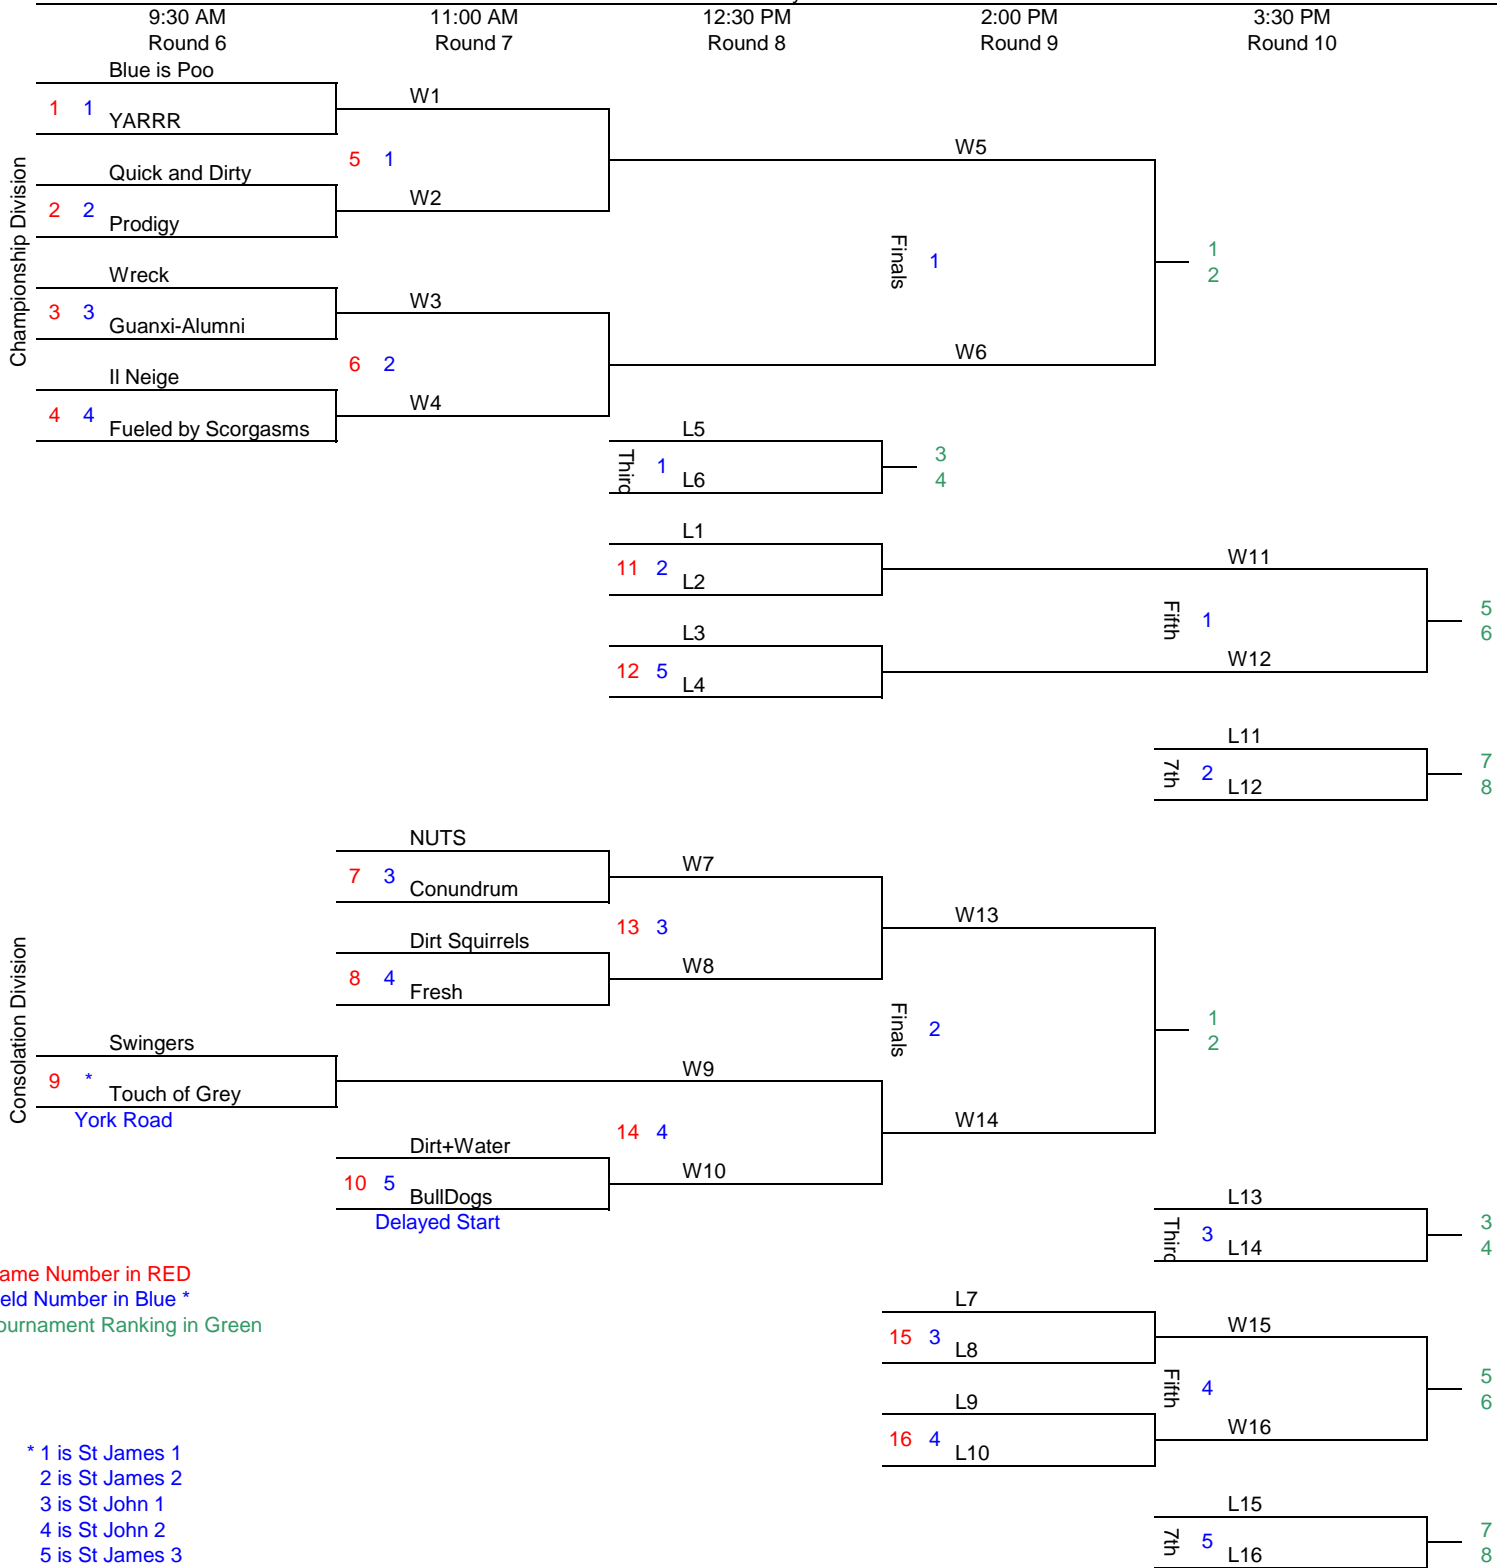 9:30 AM 11:00 AM 12:30 PM 2:00 PM 3:30 PM
Round 6 Round 7 Round 8 Round 9 Round 10
Championship Division
Blue is Poo
1 1 YARRR
W1
Quick and Dirty
2 2 Prodigy
5 1
W2
W5
Wreck
3 3 Guanxi-Alumni
W3
Finals 1
1
2
Il Neige
4 4 Fueled by Scorgasms
6 2
W4
W6
L5
Third 1 L6
3
4
L1
11 2 L2
W11
L3
12 5 L4
Fifth 1
W12
5
6
L11
7th 2 L12
7
8
Consolation Division
NUTS
7 3 Conundrum
W7
Dirt Squirrels
8 4 Fresh
13 3
W8
W13
Swingers
9 * Touch of Grey
York Road
W9
Finals 2
1
2
Dirt+Water
10 5 BullDogs
Delayed Start
14 4
W10
W14
L13
Third 3 L14
3
4
ame Number in RED
eld Number in Blue *
ournament Ranking in Green
L7
15 3 L8
W15
L9
16 4 L10
Fifth 4
W16
5
6
L15
7th 5 L16
7
8
* 1 is St James 1
2 is St James 2
3 is St John 1
4 is St John 2
5 is St James 3